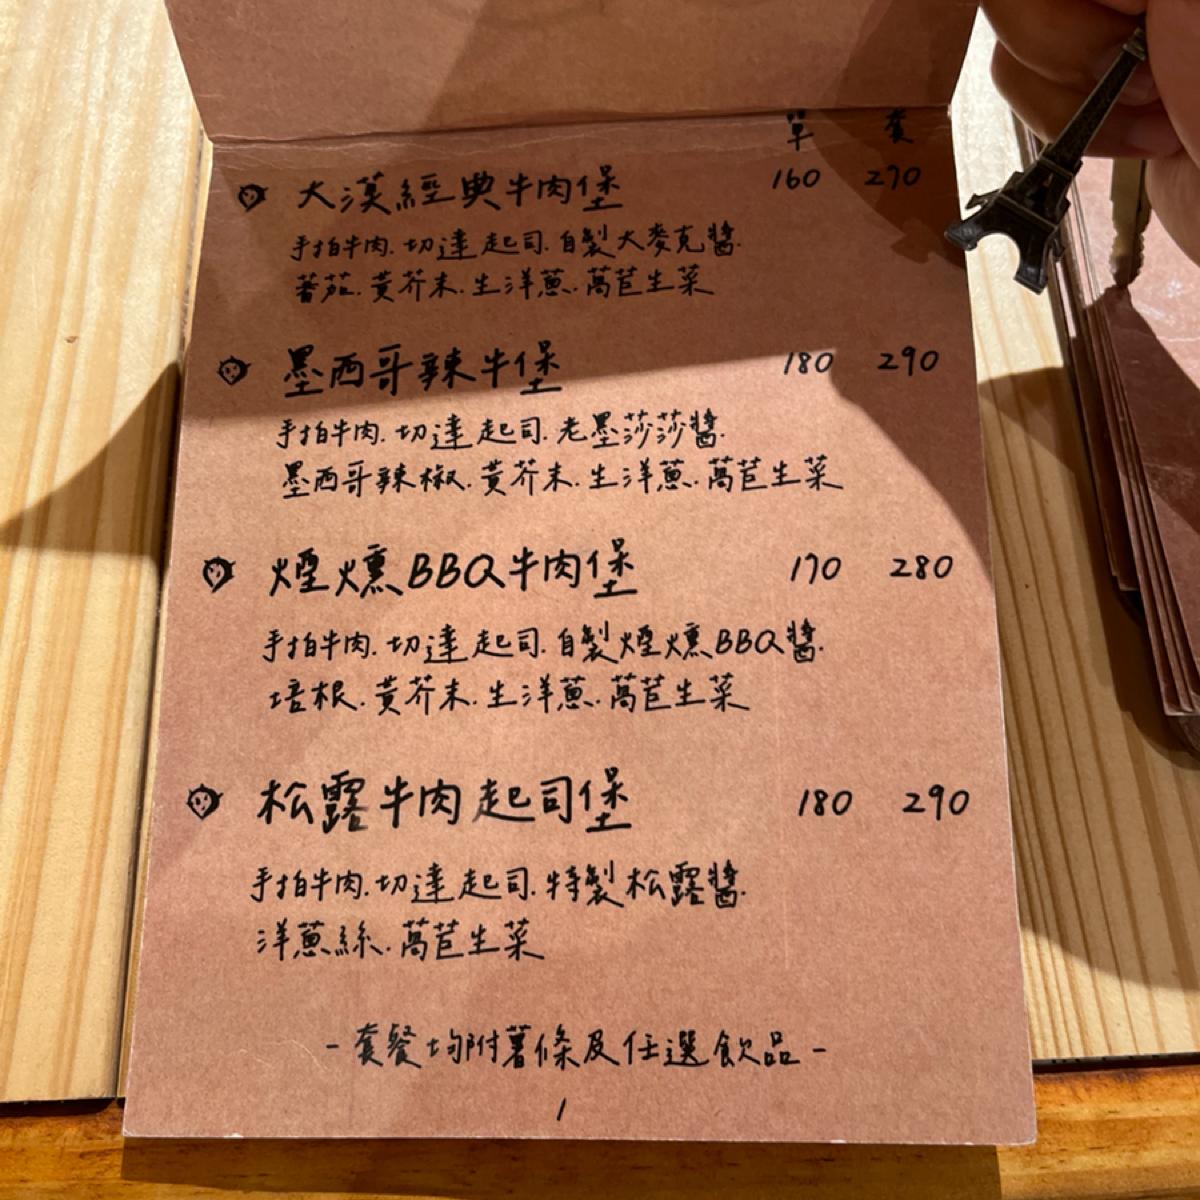 單 套
大漠經典牛肉堡 160 270
手拍牛肉.切達起司.自製大麥克醬.
蕃茄.黃芥末.生洋蔥.萵苣生菜
墨西哥辣牛堡 180 290
手拍牛肉.切達起司.老墨莎莎醬.
墨西哥辣椒.黃芥末.生洋蔥.萵苣生菜
煙燻BBQ牛肉堡 170 280
手拍牛肉.切達起司.自製煙燻BBQ醬.
培根.黃芥末.生洋蔥.萵苣生菜
松露牛肉起司堡 180 290
手拍牛肉.切達起司.特製松露醬.
洋蔥絲.萵苣生菜
-套餐均附薯條及任選飲品-
1